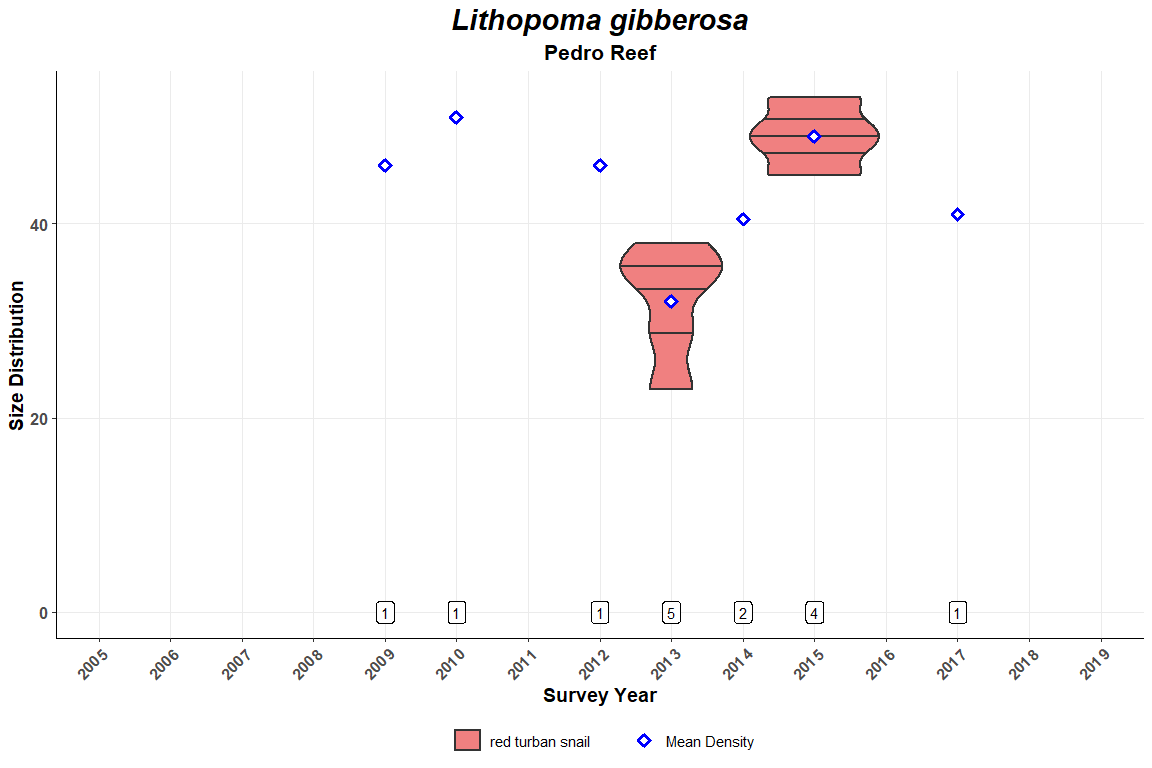 Lithopoma gibberosa
Pedro Reef
Size Distribution
40
20
0
1 1 1 5 2 4 1
2005 2006 2007 2008 2009 2010 2011 2012 2013 2014 2015 2016 2017 2018 2019
Survey Year
red turban snail Mean Density